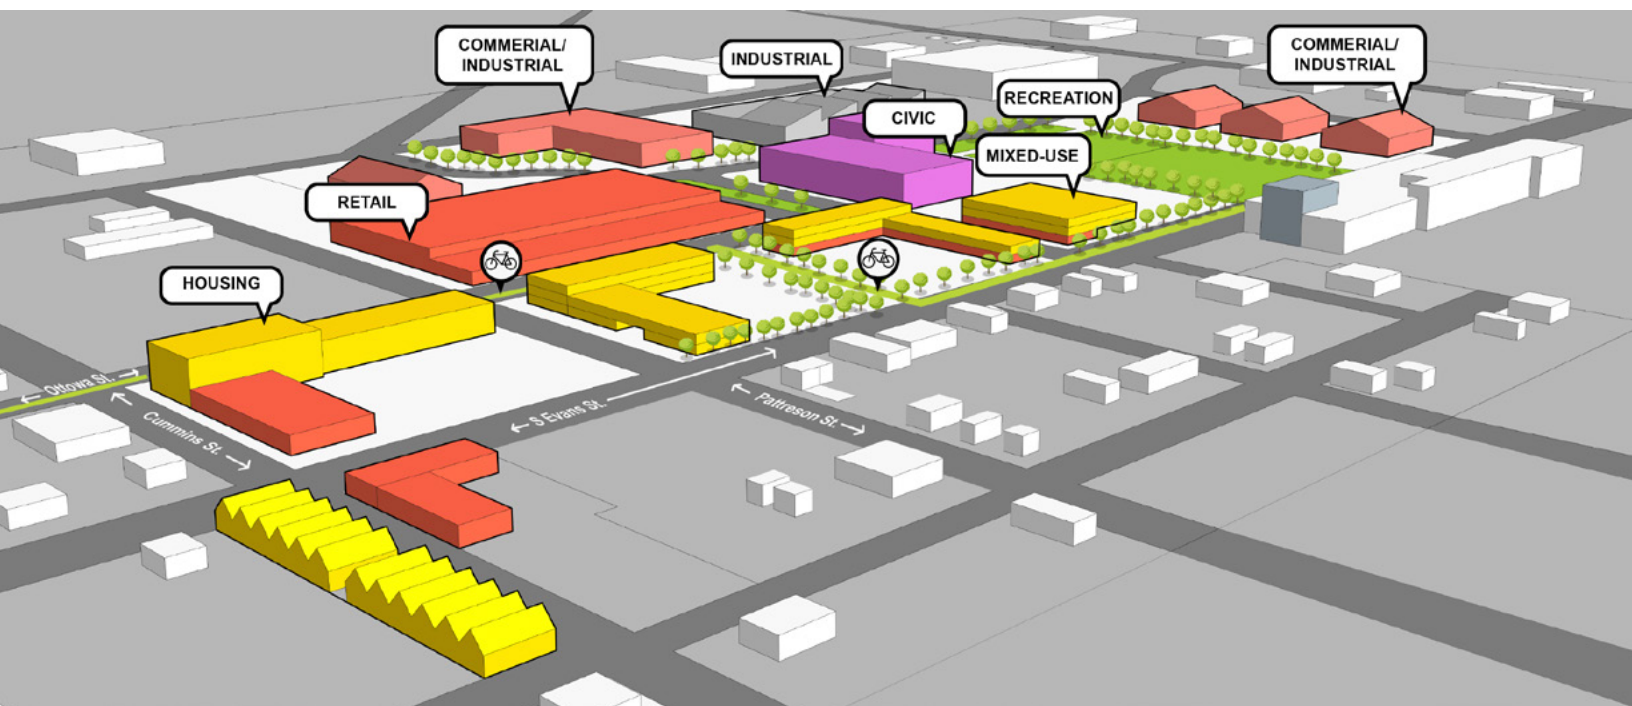 COMMERIAL/
INDUSTRIAL
INDUSTRIAL
COMMERIAL/
INDUSTRIAL
RECREATION
CIVIC
MIXED-USE
RETAIL
HOUSING
Ottowa St.
Cummins St.
S Evans St.
Pattreson St.